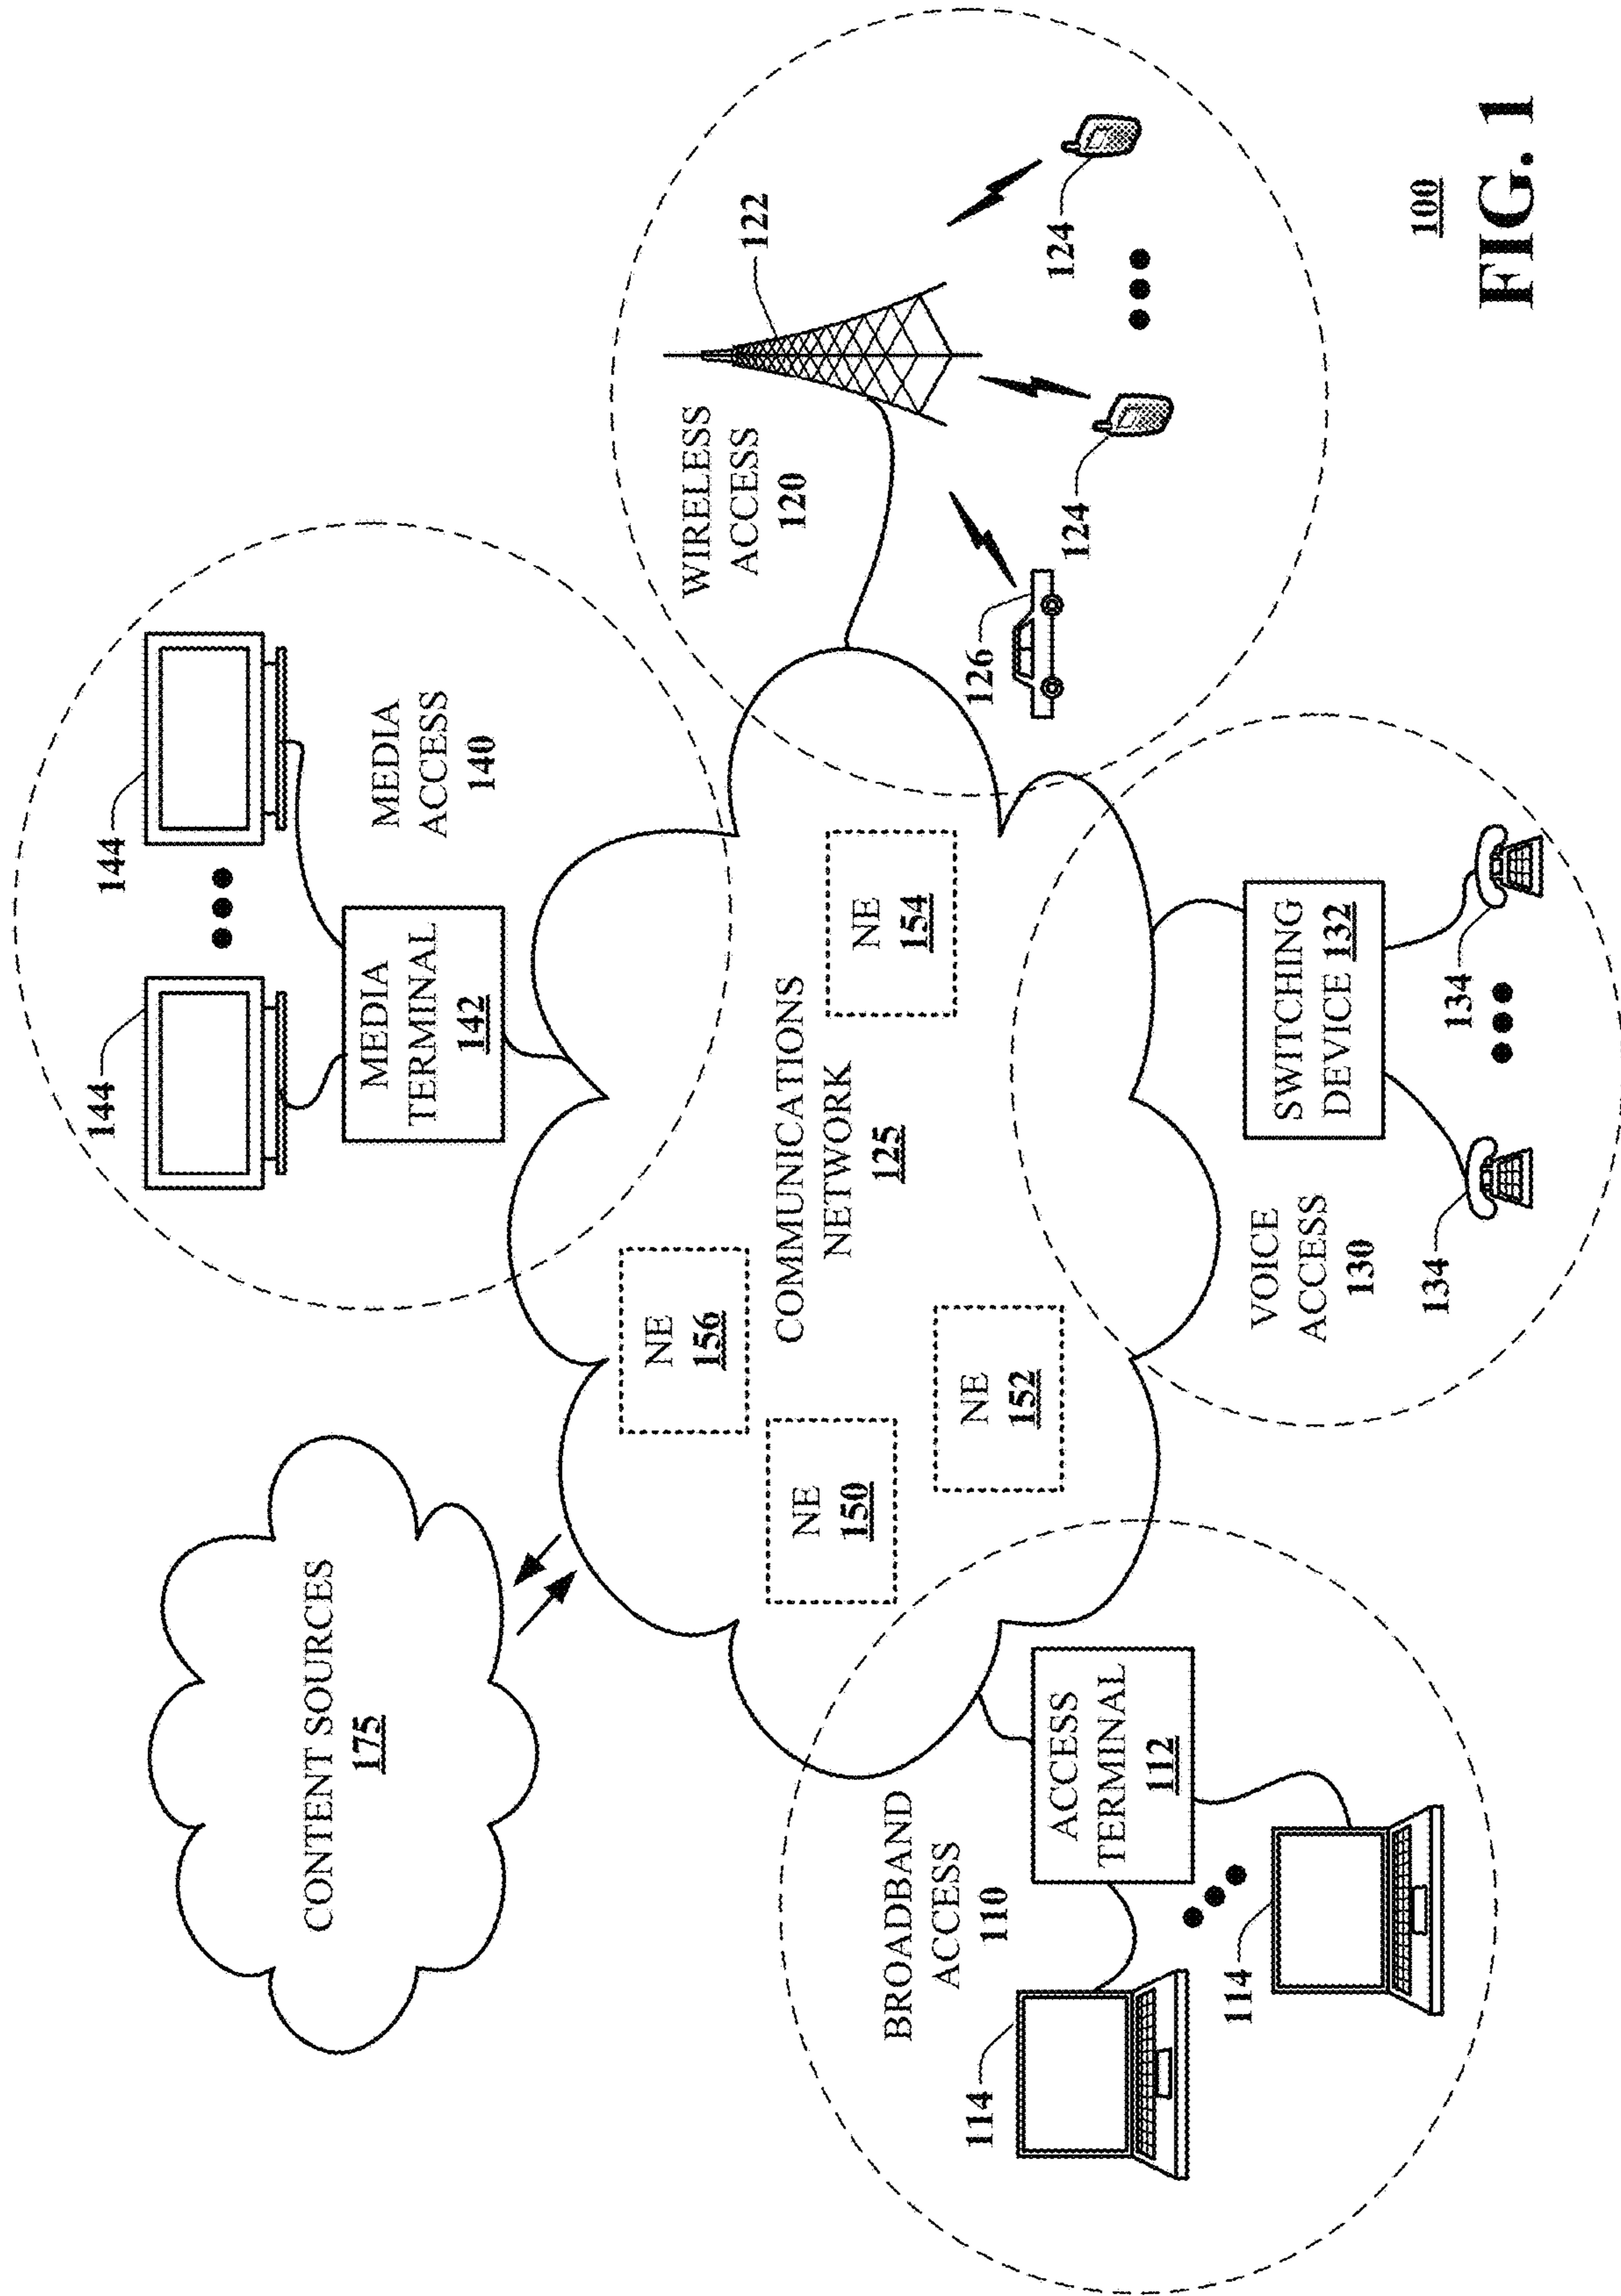 144
144
MEDIA
TERMINAL
142
MEDIA
ACCESS
140
CONTENT SOURCES
175
WIRELESS
ACCESS
120
122
124
124
126
NE
156
NE
150
NE
152
NE
154
COMMUNICATIONS
NETWORK
125
BROADBAND
ACCESS
110
ACCESS
TERMINAL
112
114
114
VOICE
ACCESS
130
SWITCHING
DEVICE 132
134
134
100
FIG. 1